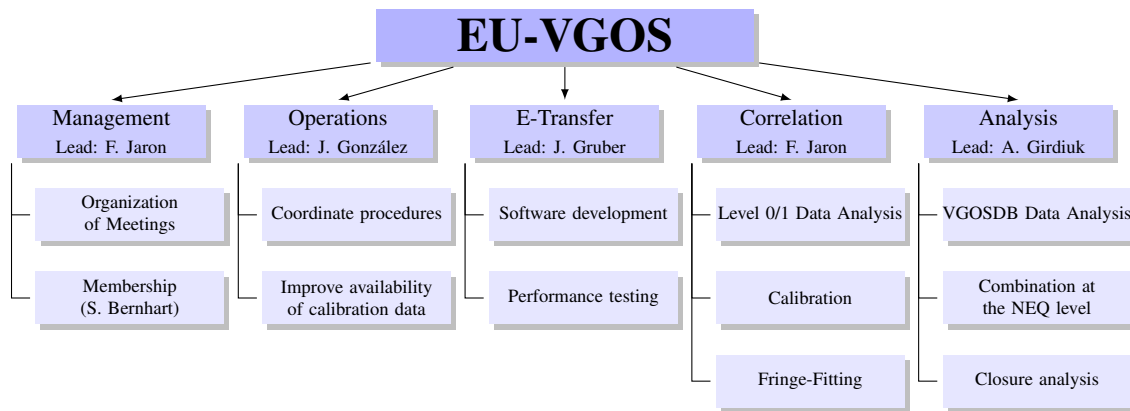 EU-VGOS
Management
Lead: F. Jaron
Organization
of Meetings
Membership
(S. Bernhart)
Operations
Lead: J. González
Coordinate procedures
Improve availability
of calibration data
E-Transfer
Lead: J. Gruber
Software development
Performance testing
Correlation
Lead: F. Jaron
Level 0/1 Data Analysis
Calibration
Fringe-Fitting
Analysis
Lead: A. Girdiuk
VGOSDB Data Analysis
Combination at
the NEQ level
Closure analysis